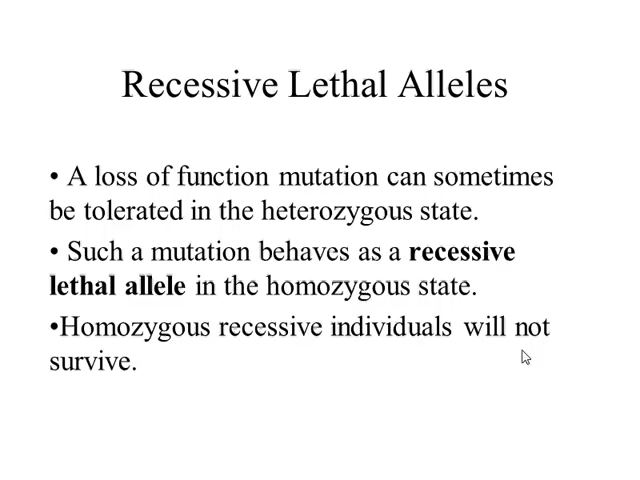 Recessive Lethal Alleles
• A loss of function mutation can sometimes
be tolerated in the heterozygous state.
• Such a mutation behaves as a recessive
lethal allele in the homozygous state.
•Homozygous recessive individuals will not
survive.